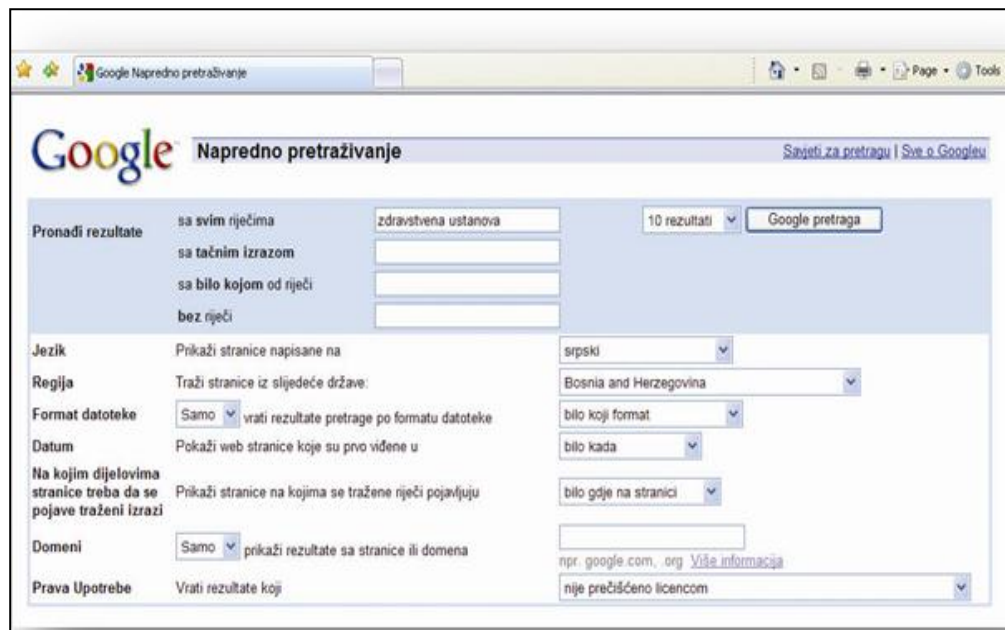 Google Napredno pretraživanje
Page
Tools
Google Napredno pretraživanje Savjeti za pretragu | Sve o Googleu
Pronađi rezultate sa svim riječima zdravstvena ustanova 10 rezultati Google pretraga
sa tačnim izrazom
sa bilo kojom od riječi
bez riječi
Jezik Prikaži stranice napisane na srpski
Regija Traži stranice iz slijedeće države: Bosnia and Herzegovina
Format datoteke Samo vrati rezultate pretrage po formatu datoteke bilo koji format
Datum Pokaži web stranice koje su prvo viđene u bilo kada
Na kojim dijelovima
stranice treba da se
pojave traženi izrazi
Prikaži stranice na kojima se tražene riječi pojavljuju bilo gdje na stranici
Domeni Samo prikaži rezultate sa stranice ili domena
npr. google.com, .org Više informacija
Prava Upotrebe Vrati rezultate koji nije prečišćeno licencom